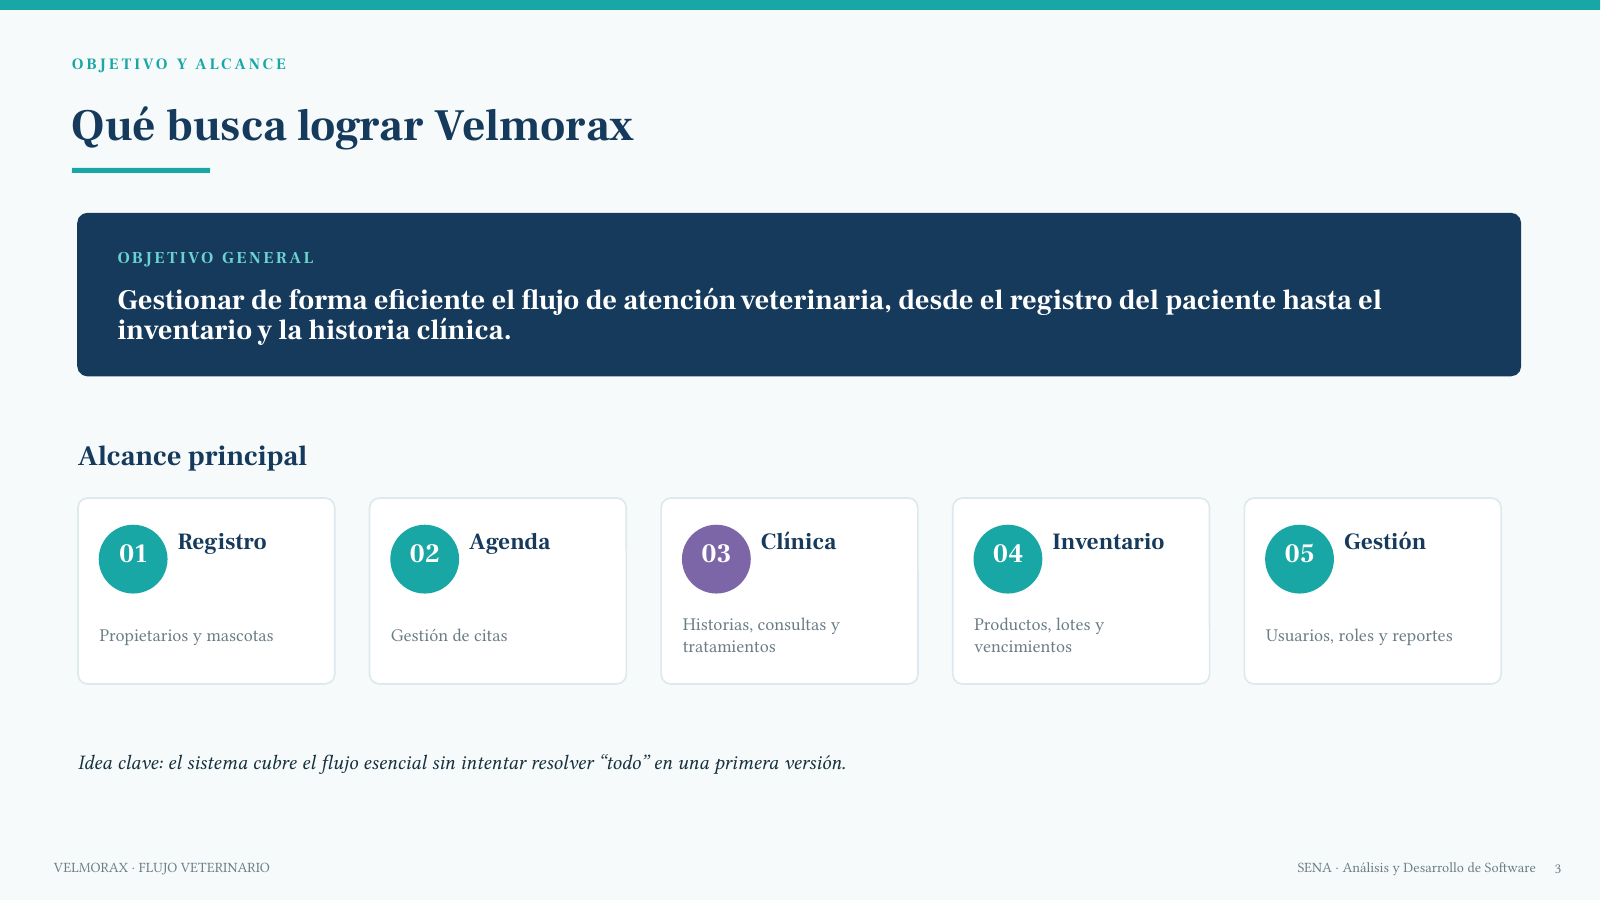 OBJETIVO Y ALCANCE
Qué busca lograr Velmorax
OBJETIVO GENERAL
Gestionar de forma eficiente el flujo de atención veterinaria, desde el registro del paciente hasta el
inventario y la historia clínica.
Alcance principal
01 Registro
Propietarios y mascotas
02 Agenda
Gestión de citas
03 Clínica
Historias, consultas y
tratamientos
04 Inventario
Productos, lotes y
vencimientos
05 Gestión
Usuarios, roles y reportes
Idea clave: el sistema cubre el flujo esencial sin intentar resolver “todo” en una primera versión.
VELMORAX · FLUJO VETERINARIO
SENA · Análisis y Desarrollo de Software 3